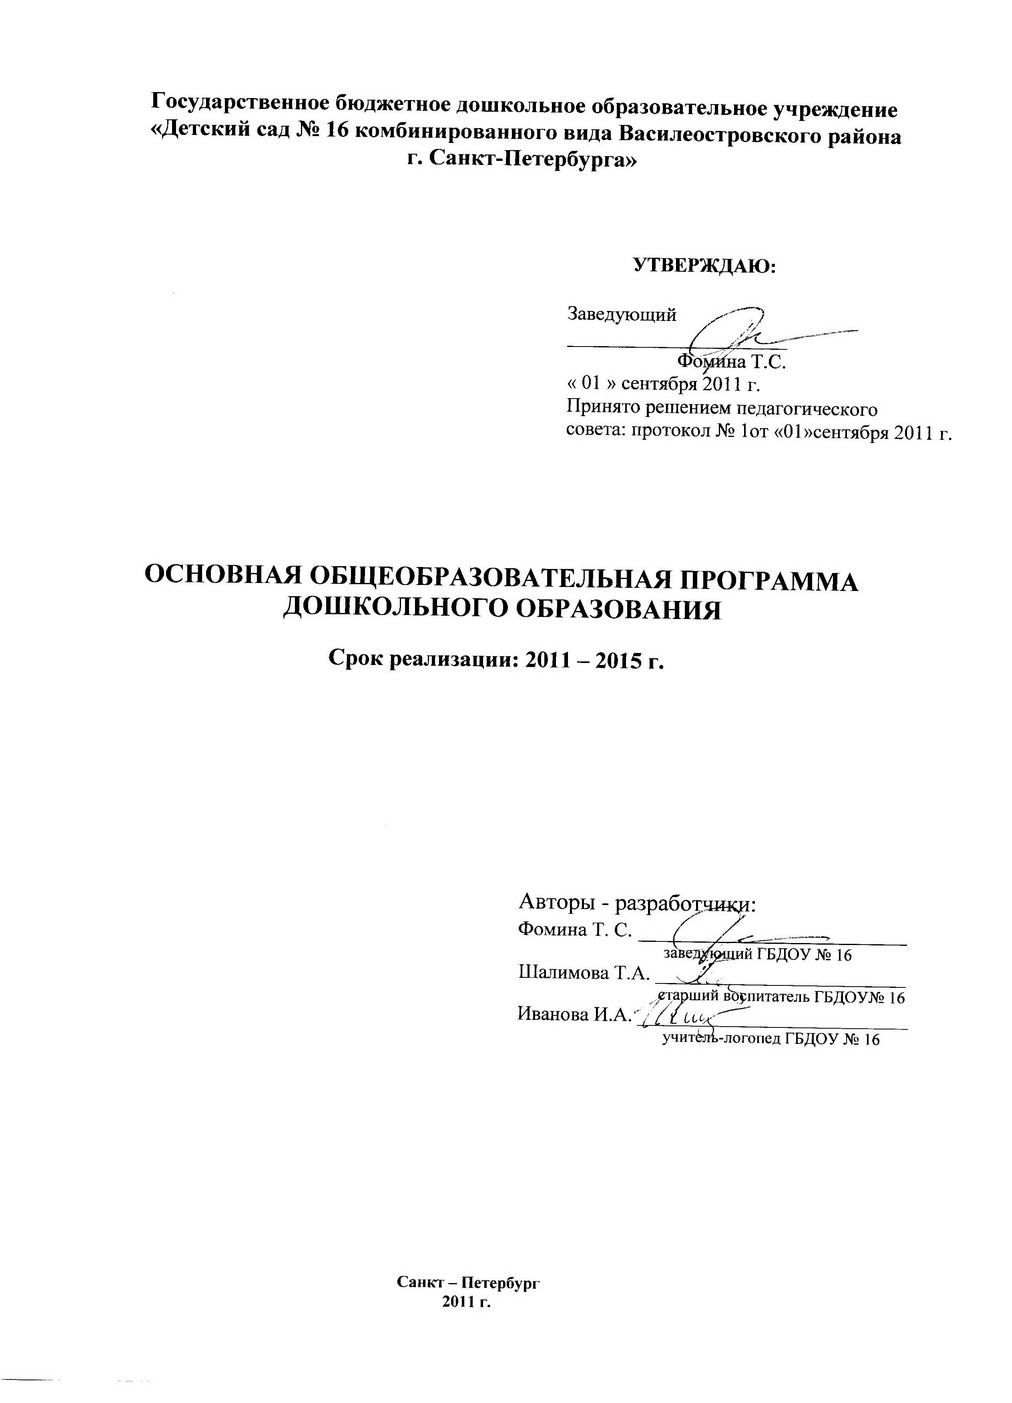 Государственное бюджетное дошкольное образовательное учреждение
«Детский сад № 16 комбинированного вида Василеостровского района
г. Санкт-Петербурга»
УТВЕРЖДАЮ:
Заведующий
Фомина Т.С.
« 01 » сентября 2011 г.
Принято решением педагогического
совета: протокол № 1от «01»сентября 2011 г.
ОСНОВНАЯ ОБЩЕОБРАЗОВАТЕЛЬНАЯ ПРОГРАММА
ДОШКОЛЬНОГО ОБРАЗОВАНИЯ
Срок реализации: 2011 – 2015 г.
Авторы - разработчики:
Фомина Т. С.
заведующий ГБДОУ № 16
Шалимова Т.А.
старший воспитатель ГБДОУ№ 16
Иванова И.А.
учитель-логопед ГБДОУ № 16
Санкт – Петербург
2011 г.